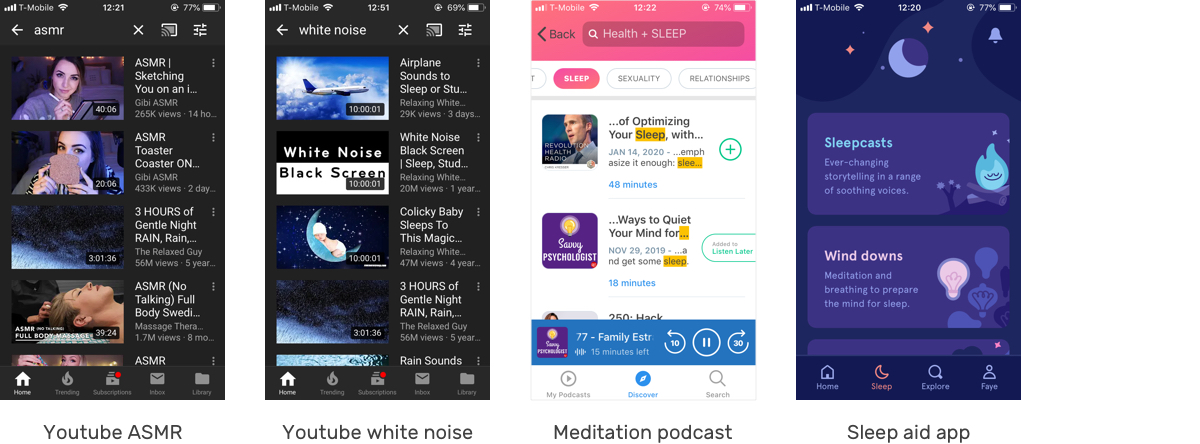 T-Mobile 12:21 77%
asmr
ASMR |
Sketching
You on an i...
Gibi ASMR
265K views · 14 ho...
40:06
ASMR
Toaster
Coaster ON...
Gibi ASMR
433K views · 2 day...
20:06
3 HOURS of
Gentle Night
RAIN, Rain,...
The Relaxed Guy
56M views · 5 year...
3:01:36
ASMR (No
Talking) Full
Body Swedi...
Massage Thera...
1.7M views · 8 mo...
ASMR (NO TALKING)
FULL BODY MASSAGE
39:24
ASMR
Home
Trending
Subscriptions
Inbox
Library
Youtube ASMR
T-Mobile 12:51 69%
white noise
Airplane
Sounds to
Sleep or Stu...
Relaxing White...
29K views · 3 days...
10:00:01
White Noise
Black Screen
| Sleep, Stud...
Relaxing White...
20M views · 1 year...
White Noise
Black Screen
10:00:01
Colicky Baby
Sleeps To
This Magic...
Relaxing White...
47M views · 4 year...
10:00:01
3 HOURS of
Gentle Night
RAIN, Rain,...
The Relaxed Guy
56M views · 5 year...
3:01:36
Rain Sounds
Home
Trending
Subscriptions
Inbox
Library
Youtube white noise
T-Mobile 12:22 74%
Back
Health + SLEEP
T
SLEEP
SEXUALITY
RELATIONSHIPS
REVOLUTION
HEALTH
RADIO
...of Optimizing
Your Sleep, with...
JAN 14, 2020 - ...emph
asize it enough: slee...
48 minutes
Savvy
PSYCHOLOGIST
...Ways to Quiet
Your Mind for...
NOV 29, 2019 - ...a
nd get some sleep.
18 minutes
Added to
Listen Later
250: Hack
Savvy
PSYCHOLOGIST
77 - Family Estr
15 minutes left
10
30
My Podcasts
Discover
Search
Meditation podcast
T-Mobile 12:20 77%
Sleepcasts
Ever-changing
storytelling in a range
of soothing voices.
Wind downs
Meditation and
breathing to prepare
the mind for sleep.
Home
Sleep
Explore
Faye
Sleep aid app